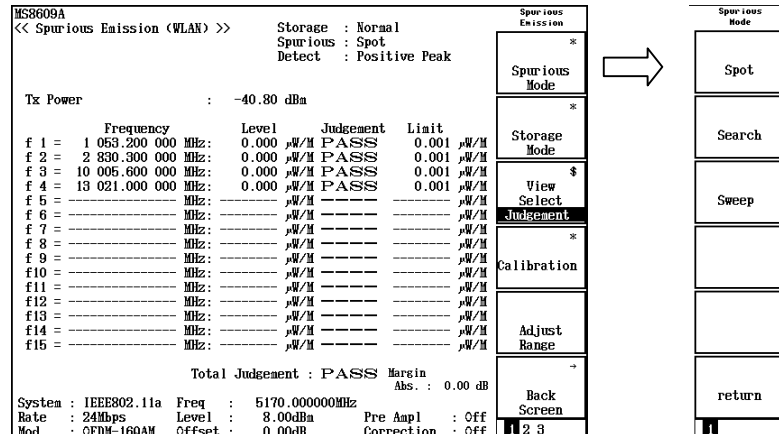 MS8609A
<< Spurious Emission (WLAN) >>
Storage : Normal
Spurious : Spot
Detect : Positive Peak
Tx Power : -40.80 dBm
Frequency Level Judgement Limit
f 1 = 1 053.200 000 MHz: 0.000 μW/M PASS 0.001 μW/M
f 2 = 2 830.300 000 MHz: 0.000 μW/M PASS 0.001 μW/M
f 3 = 10 005.600 000 MHz: 0.000 μW/M PASS 0.001 μW/M
f 4 = 13 021.000 000 MHz: 0.000 μW/M PASS 0.001 μW/M
f 5 = ---------------- MHz: -------- μW/M ----- ------- μW/M
f 6 = ---------------- MHz: -------- μW/M ----- ------- μW/M
f 7 = ---------------- MHz: -------- μW/M ----- ------- μW/M
f 8 = ---------------- MHz: -------- μW/M ----- ------- μW/M
f 9 = ---------------- MHz: -------- μW/M ----- ------- μW/M
f10 = ---------------- MHz: -------- μW/M ----- ------- μW/M
f11 = ---------------- MHz: -------- μW/M ----- ------- μW/M
f12 = ---------------- MHz: -------- μW/M ----- ------- μW/M
f13 = ---------------- MHz: -------- μW/M ----- ------- μW/M
f14 = ---------------- MHz: -------- μW/M ----- ------- μW/M
f15 = ---------------- MHz: -------- μW/M ----- ------- μW/M
Total Judgement : PASS Margin
Abs. : 0.00 dB
System : IEEE802.11a Freq : 5170.000000MHz
Rate : 24Mbps Level : 8.00dBm Pre Ampl : Off
Mod. : OFDM-16QAM Offset : 0.00dB Correction : Off
Spurious
Emission
*
Spurious
Mode
*
Storage
Mode
$
View
Select
Judgement
*
Calibration
Adjust
Range
→
Back
Screen
1 2 3
Spurious
Mode
Spot
Search
Sweep
return
1